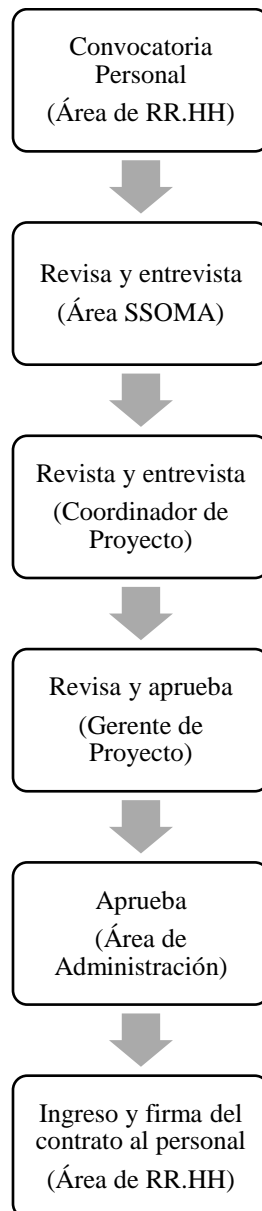 Convocatoria
Personal
(Área de RR.HH)
Revisa y entrevista
(Área SSOMA)
Revista y entrevista
(Coordinador de
Proyecto)
Revisa y aprueba
(Gerente de
Proyecto)
Aprueba
(Área de
Administración)
Ingreso y firma del
contrato al personal
(Área de RR.HH)